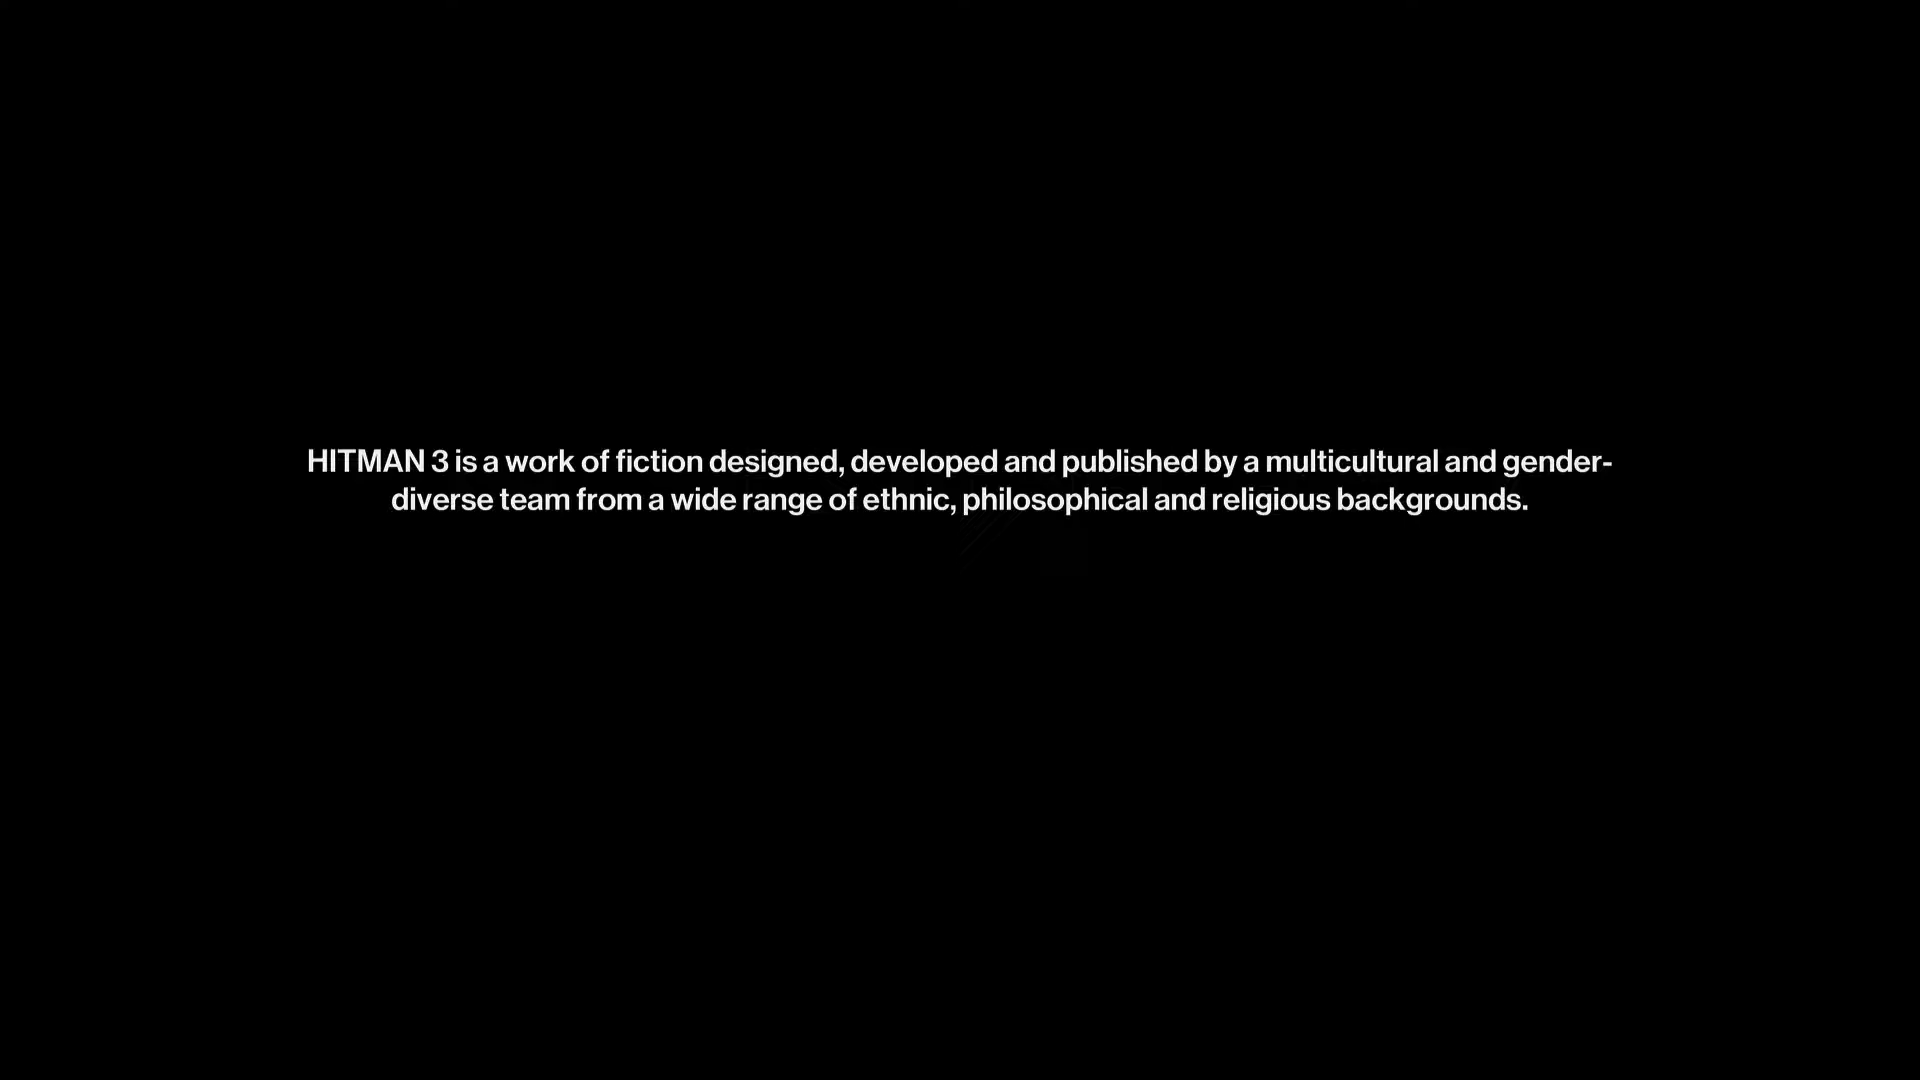 HITMAN 3 is a work of fiction designed, developed and published by a multicultural and gender-
diverse team from a wide range of ethnic, philosophical and religious backgrounds.